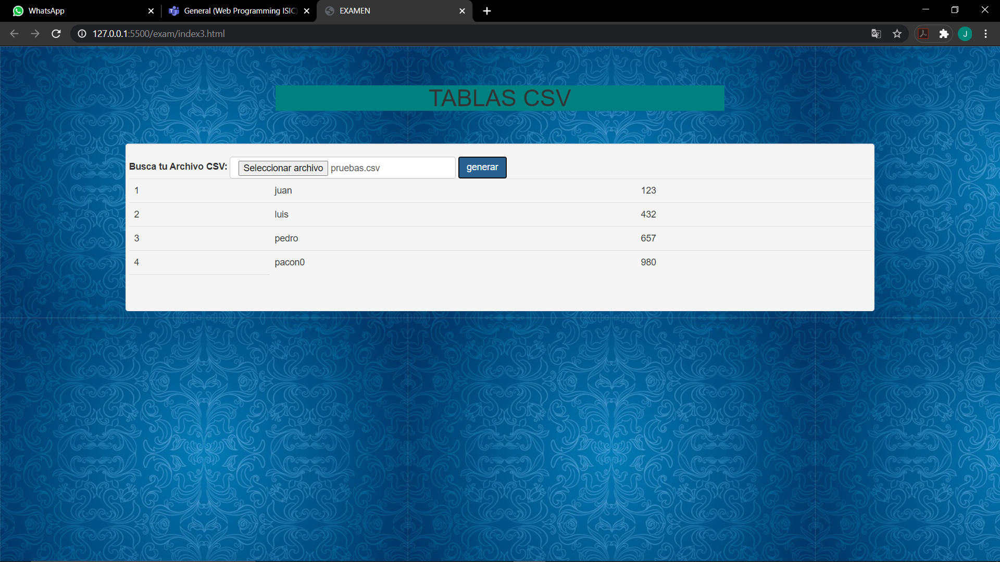 WhatsApp
General (Web Programming ISIC)
EXAMEN
127.0.0.1:5500/exam/index3.html
J
TABLAS CSV
Busca tu Archivo CSV: Seleccionar archivo pruebas.csv generar
1 juan 123
2 luis 432
3 pedro 657
4 pacon0 980